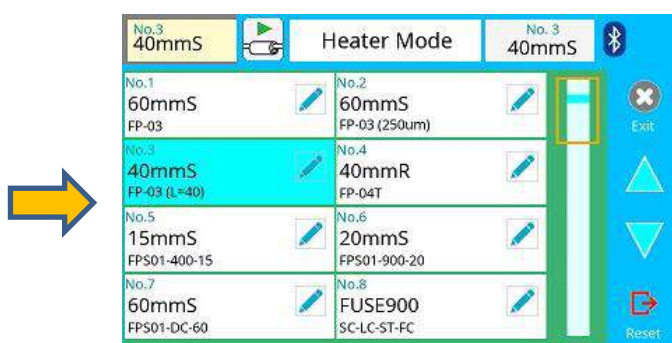 No.3
40mmS
Heater Mode
No. 3
40mmS
No.1
60mmS
FP-03
No.2
60mmS
FP-03 (250um)
Exit
No.3
40mmS
FP-03 (L=40)
No.4
40mmR
FP-04T
No.5
15mmS
FPS01-400-15
No.6
20mmS
FPS01-900-20
No.7
60mmS
FPS01-DC-60
No.8
FUSE900
SC-LC-ST-FC
Reset